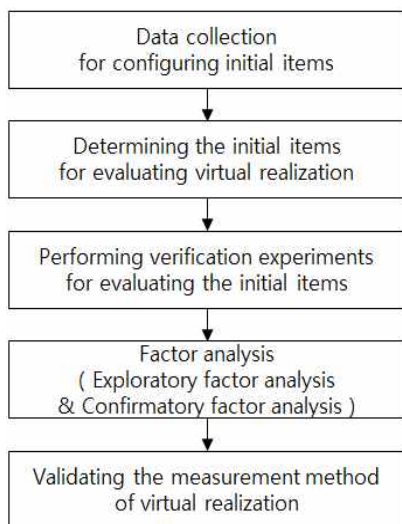 Data collection
for configuring initial items
Determining the initial items
for evaluating virtual realization
Performing verification experiments
for evaluating the initial items
Factor analysis
( Exploratory factor analysis
& Confirmatory factor analysis )
Validating the measurement method
of virtual realization